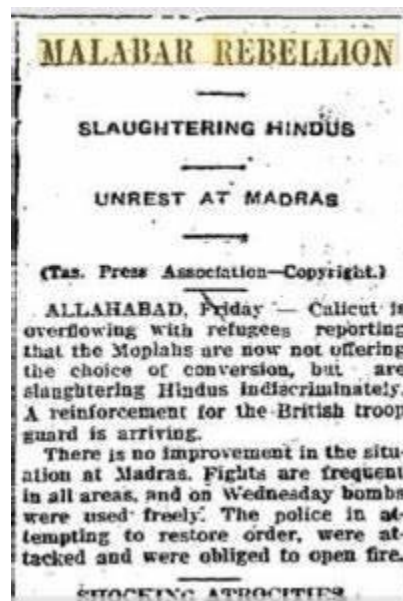 MALABAR REBELLION
SLAUGHTERING HINDUS
UNREST AT MADRAS
(Tas. Press Association—Copyright.)
ALLAHABAD, Friday — Calicut is
overflowing with refugees reporting
that the Moplahs are now not offering
the choice of conversion, but are
slaughtering Hindus indiscriminately.
A reinforcement for the British troop
guard is arriving.
There is no improvement in the situ-
ation at Madras. Fights are frequent
in all areas, and on Wednesday bombs
were used freely. The police in at-
tempting to restore order, were at-
tacked and were obliged to open fire.
SHOCKING ATROCITIES